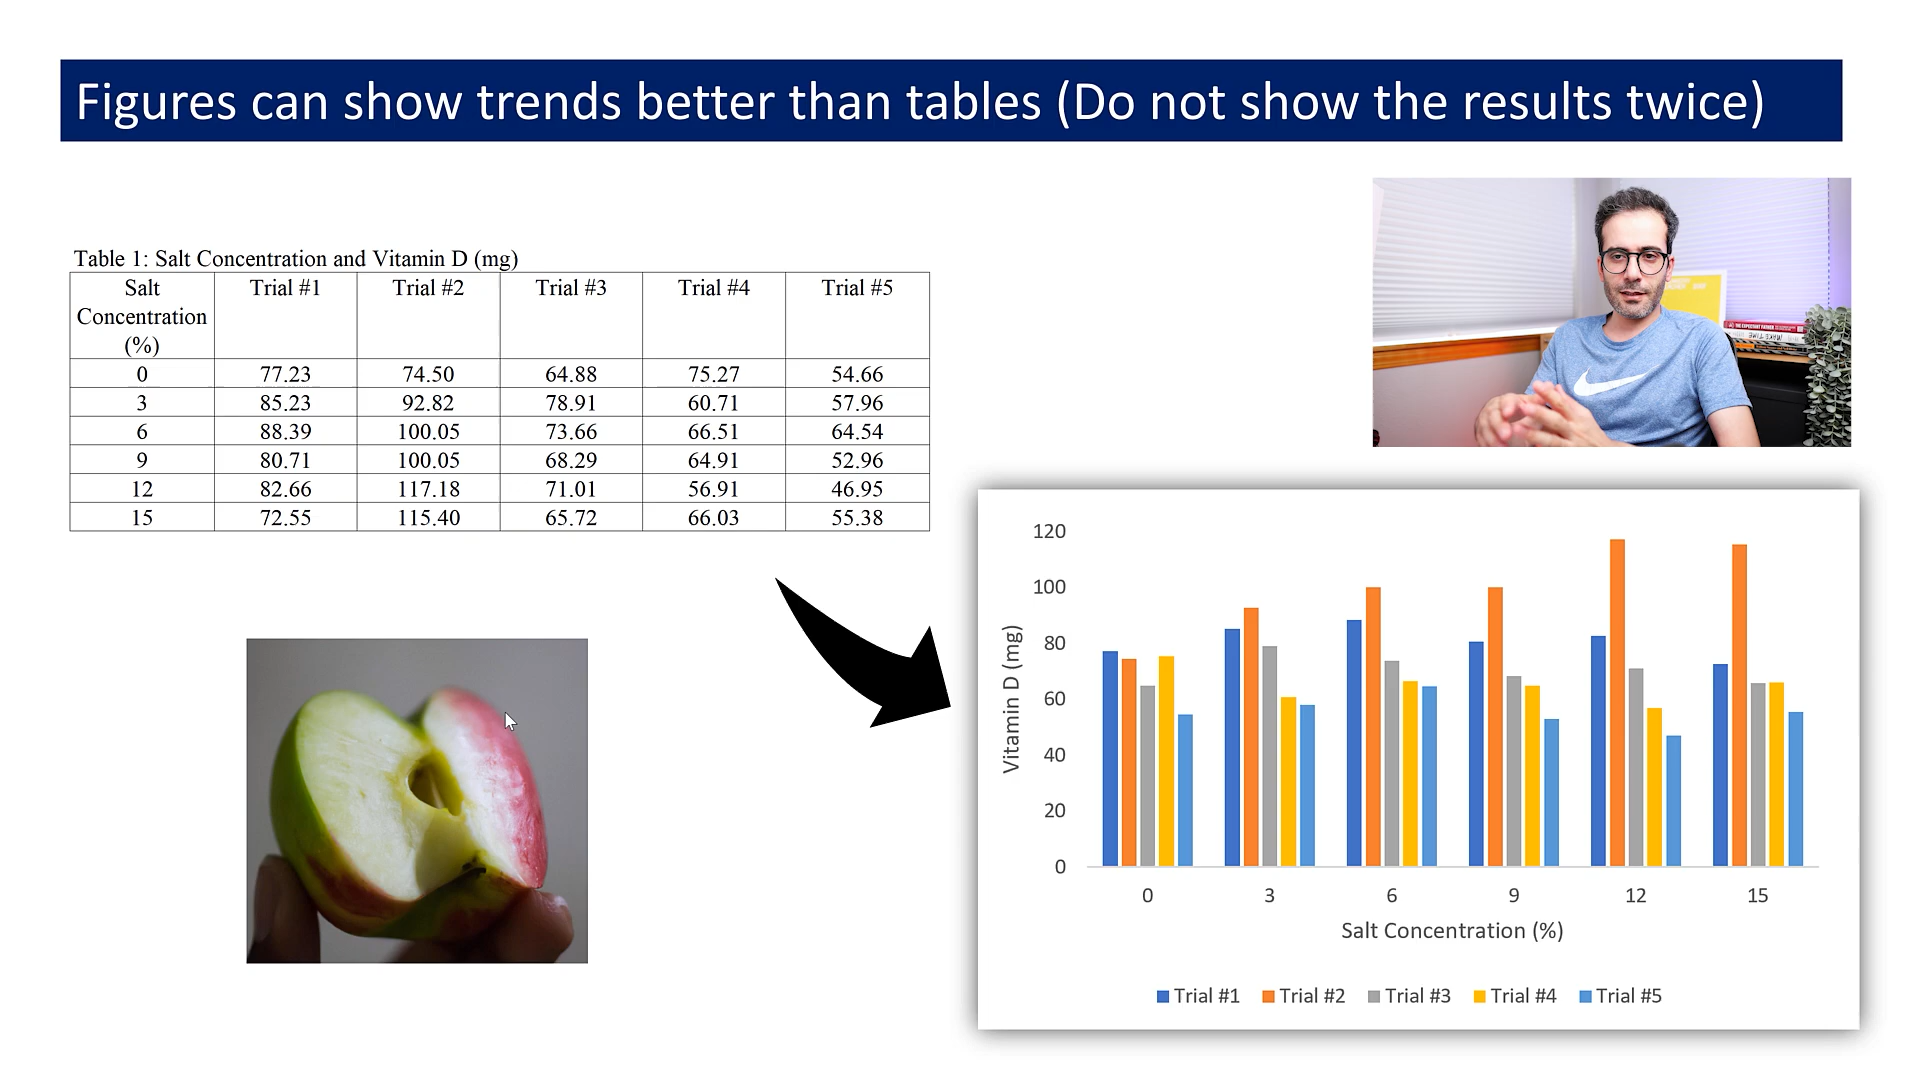 Figures can show trends better than tables (Do not show the results twice)
Table 1: Salt Concentration and Vitamin D (mg)
Salt Concentration (%) Trial #1 Trial #2 Trial #3 Trial #4 Trial #5
0 77.23 74.50 64.88 75.27 54.66
3 85.23 92.82 78.91 60.71 57.96
6 88.39 100.05 73.66 66.51 64.54
9 80.71 100.05 68.29 64.91 52.96
12 82.66 117.18 71.01 56.91 46.95
15 72.55 115.40 65.72 66.03 55.38
THE EXPECTANT FATHER
MAKE TIME
120
100
80
60
40
20
0
Vitamin D (mg)
0 3 6 9 12 15
Salt Concentration (%)
Trial #1 Trial #2 Trial #3 Trial #4 Trial #5